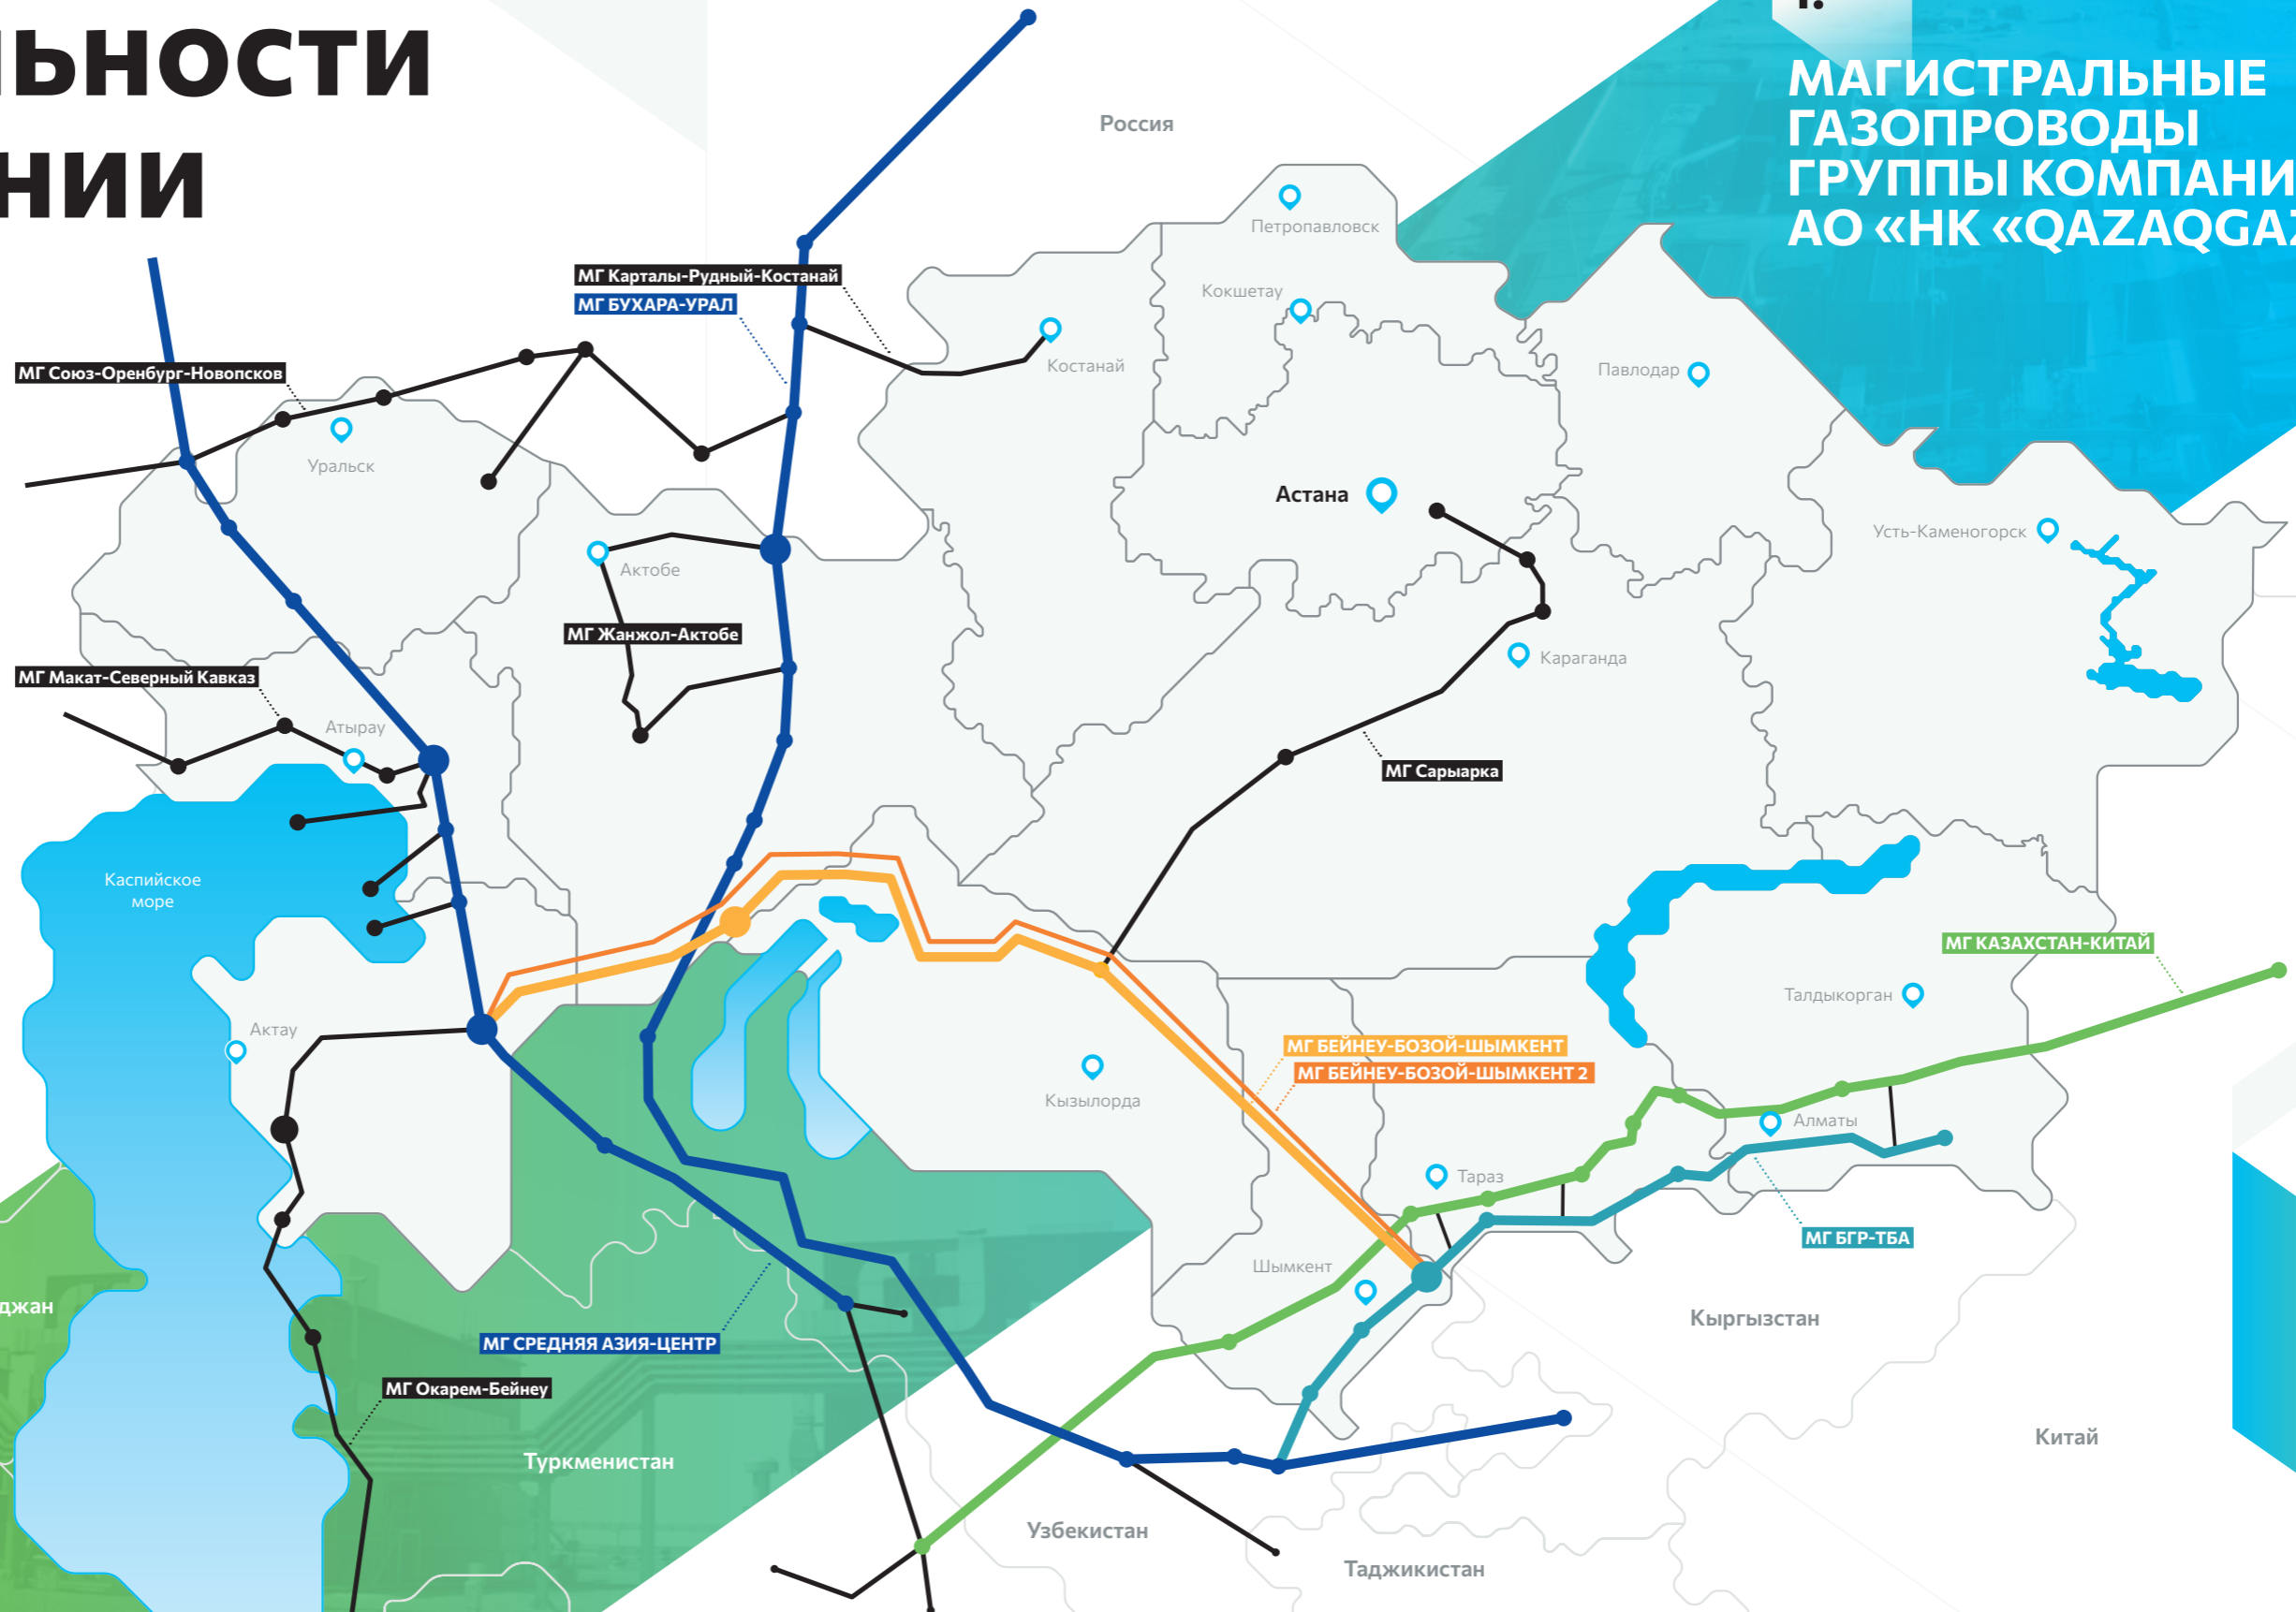 ЛЬНОСТИ
НИИ
МАГИСТРАЛЬНЫЕ
ГАЗОПРОВОДЫ
ГРУППЫ КОМПАНИ
АО «НК «QAZAQGAZ
Россия
Петропавловск
МГ Карталы-Рудный-Костанай
Кокшетау
МГ БУХАРА-УРАЛ
Костанай
Павлодар
МГ Союз-Оренбург-Новопсков
Уральск
Астана
Усть-Каменогорск
Актобе
МГ Жанжол-Актобе
Караганда
МГ Макат-Северный Кавказ
Атырау
МГ Сарыарка
Каспийское
море
МГ КАЗАХСТАН-КИТАЙ
Талдыкорган
Актау
МГ БЕЙНЕУ-БОЗОЙ-ШЫМКЕНТ
МГ БЕЙНЕУ-БОЗОЙ-ШЫМКЕНТ 2
Кызылорда
Алматы
Тараз
МГ БГР-ТБА
Шымкент
джан
Кыргызстан
МГ СРЕДНЯЯ АЗИЯ-ЦЕНТР
МГ Окарем-Бейнеу
Китай
Туркменистан
Узбекистан
Таджикистан